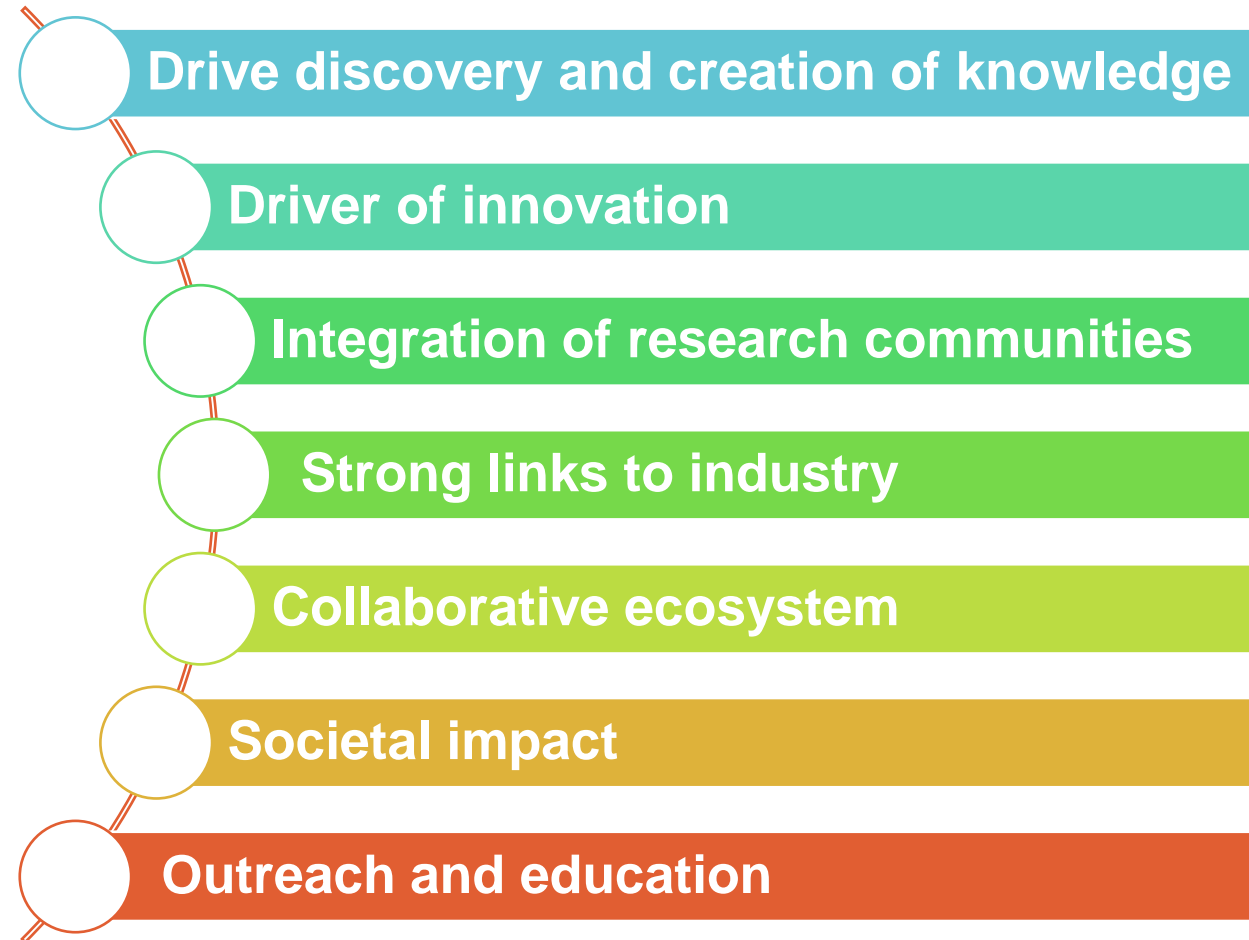 Drive discovery and creation of knowledge
Driver of innovation
Integration of research communities
Strong links to industry
Collaborative ecosystem
Societal impact
Outreach and education